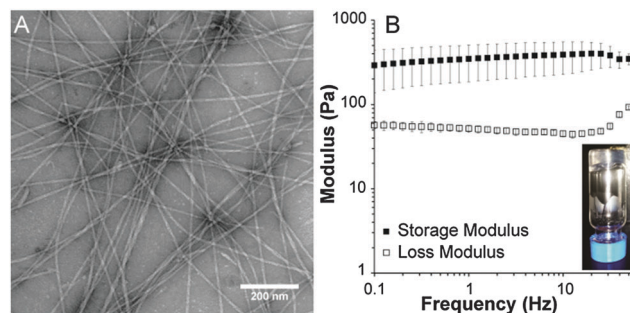 A
200 nm
B
Modulus (Pa)
1000
100
10
1
Storage Modulus
Loss Modulus
0.1
1
10
Frequency (Hz)